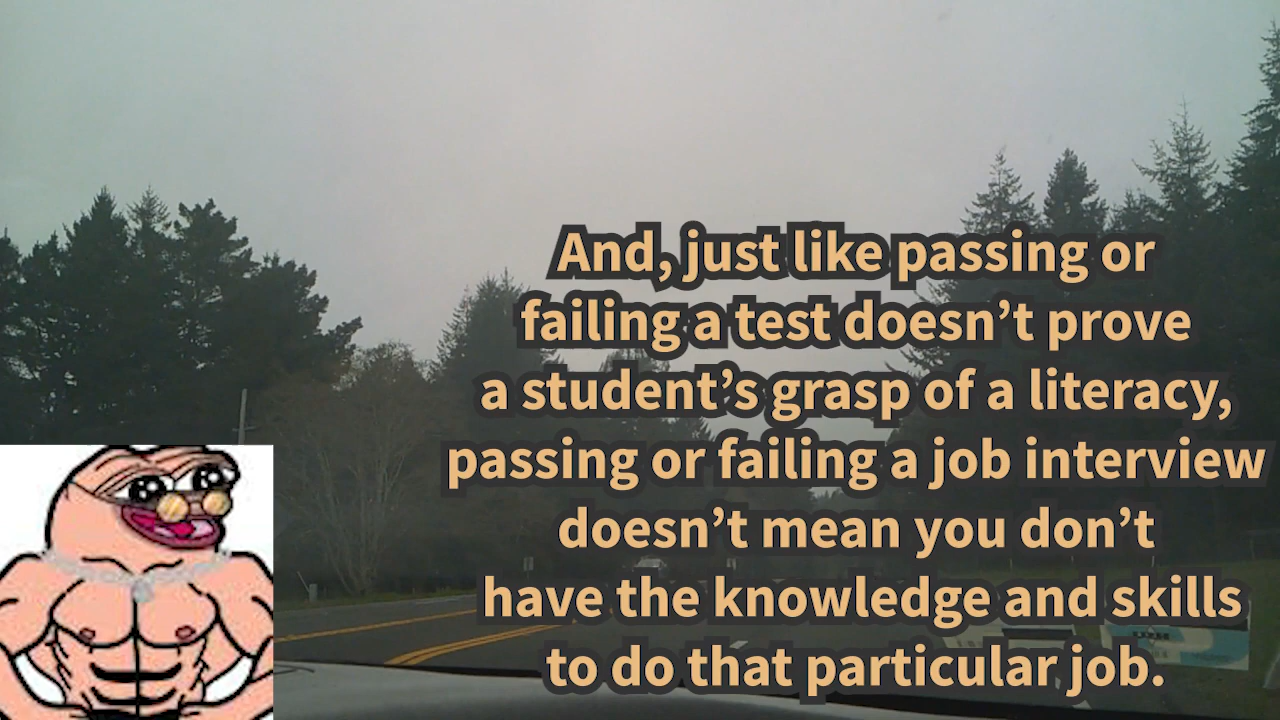 And, just like passing or
failing a test doesn’t prove
a student’s grasp of a literacy,
passing or failing a job interview
doesn’t mean you don’t
have the knowledge and skills
to do that particular job.